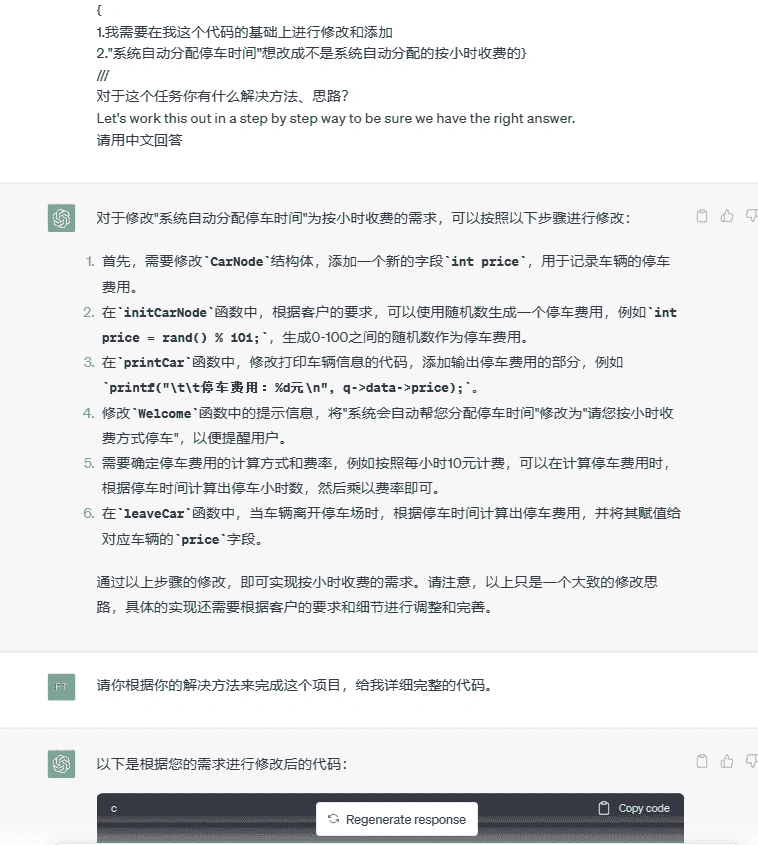 {
1.我需要在我这个代码的基础上进行修改和添加
2."系统自动分配停车时间"想改成不是系统自动分配的按小时收费的}
///
对于这个任务你有什么解决方法、思路？
Let's work this out in a step by step way to be sure we have the right answer.
请用中文回答
对于修改"系统自动分配停车时间"为按小时收费的需求，可以按照以下步骤进行修改：
1. 首先，需要修改`CarNode`结构体，添加一个新的字段`int price`，用于记录车辆的停车
费用。
2. 在`initCarNode`函数中，根据客户的要求，可以使用随机数生成一个停车费用，例如`int
price = rand() % 101;`，生成0-100之间的随机数作为停车费用。
3. 在`printCar`函数中，修改打印车辆信息的代码，添加输出停车费用的部分，例如
`printf("\t\t停车费用：%d元\n", q->data->price);`。
4. 修改`Welcome`函数中的提示信息，将"系统会自动帮您分配停车时间"修改为"请您按小时收
费方式停车"，以便提醒用户。
5. 需要确定停车费用的计算方式和费率，例如按照每小时10元计费，可以在计算停车费用时，
根据停车时间计算出停车小时数，然后乘以费率即可。
6. 在`leaveCar`函数中，当车辆离开停车场时，根据停车时间计算出停车费用，并将其赋值给
对应车辆的`price`字段。
通过以上步骤的修改，即可实现按小时收费的需求。请注意，以上只是一个大致的修改思
路，具体的实现还需要根据客户的要求和细节进行调整和完善。
请你根据你的解决方法来完成这个项目，给我详细完整的代码。
以下是根据您的需求进行修改后的代码：
c
Copy code
Regenerate response